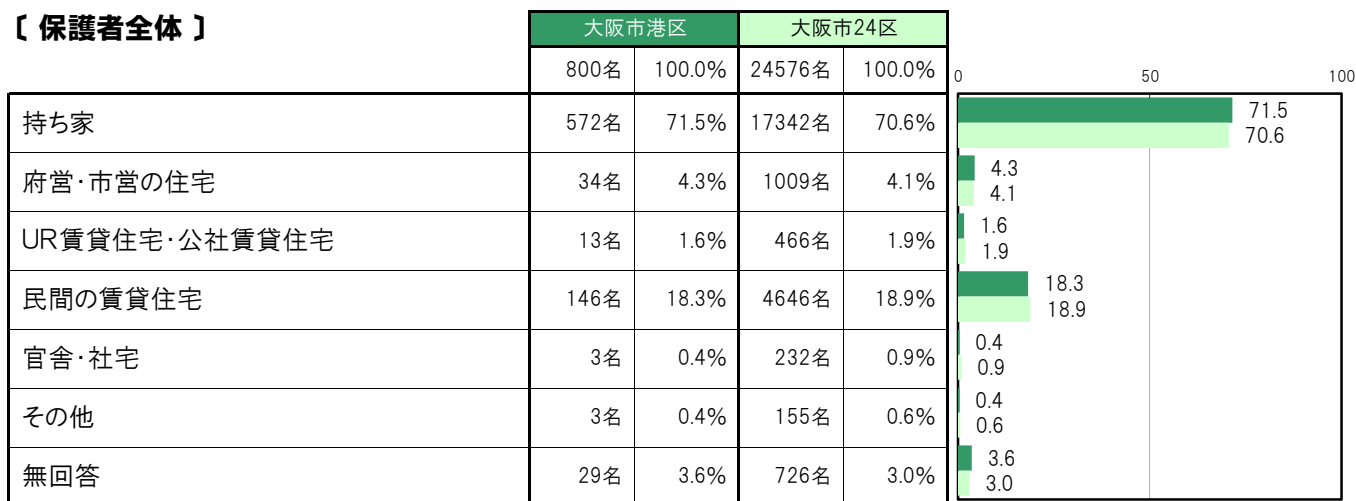 〔 保護者全体 〕 大阪市港区 大阪市24区
800名 100.0% 24576名 100.0% 0 50 100
持ち家 572名 71.5% 17342名 70.6% 71.5
70.6
府営・市営の住宅 34名 4.3% 1009名 4.1% 4.3
4.1
UR賃貸住宅・公社賃貸住宅 13名 1.6% 466名 1.9% 1.6
1.9
民間の賃貸住宅 146名 18.3% 4646名 18.9% 18.3
18.9
官舎・社宅 3名 0.4% 232名 0.9% 0.4
0.9
その他 3名 0.4% 155名 0.6% 0.4
0.6
無回答 29名 3.6% 726名 3.0% 3.6
3.0